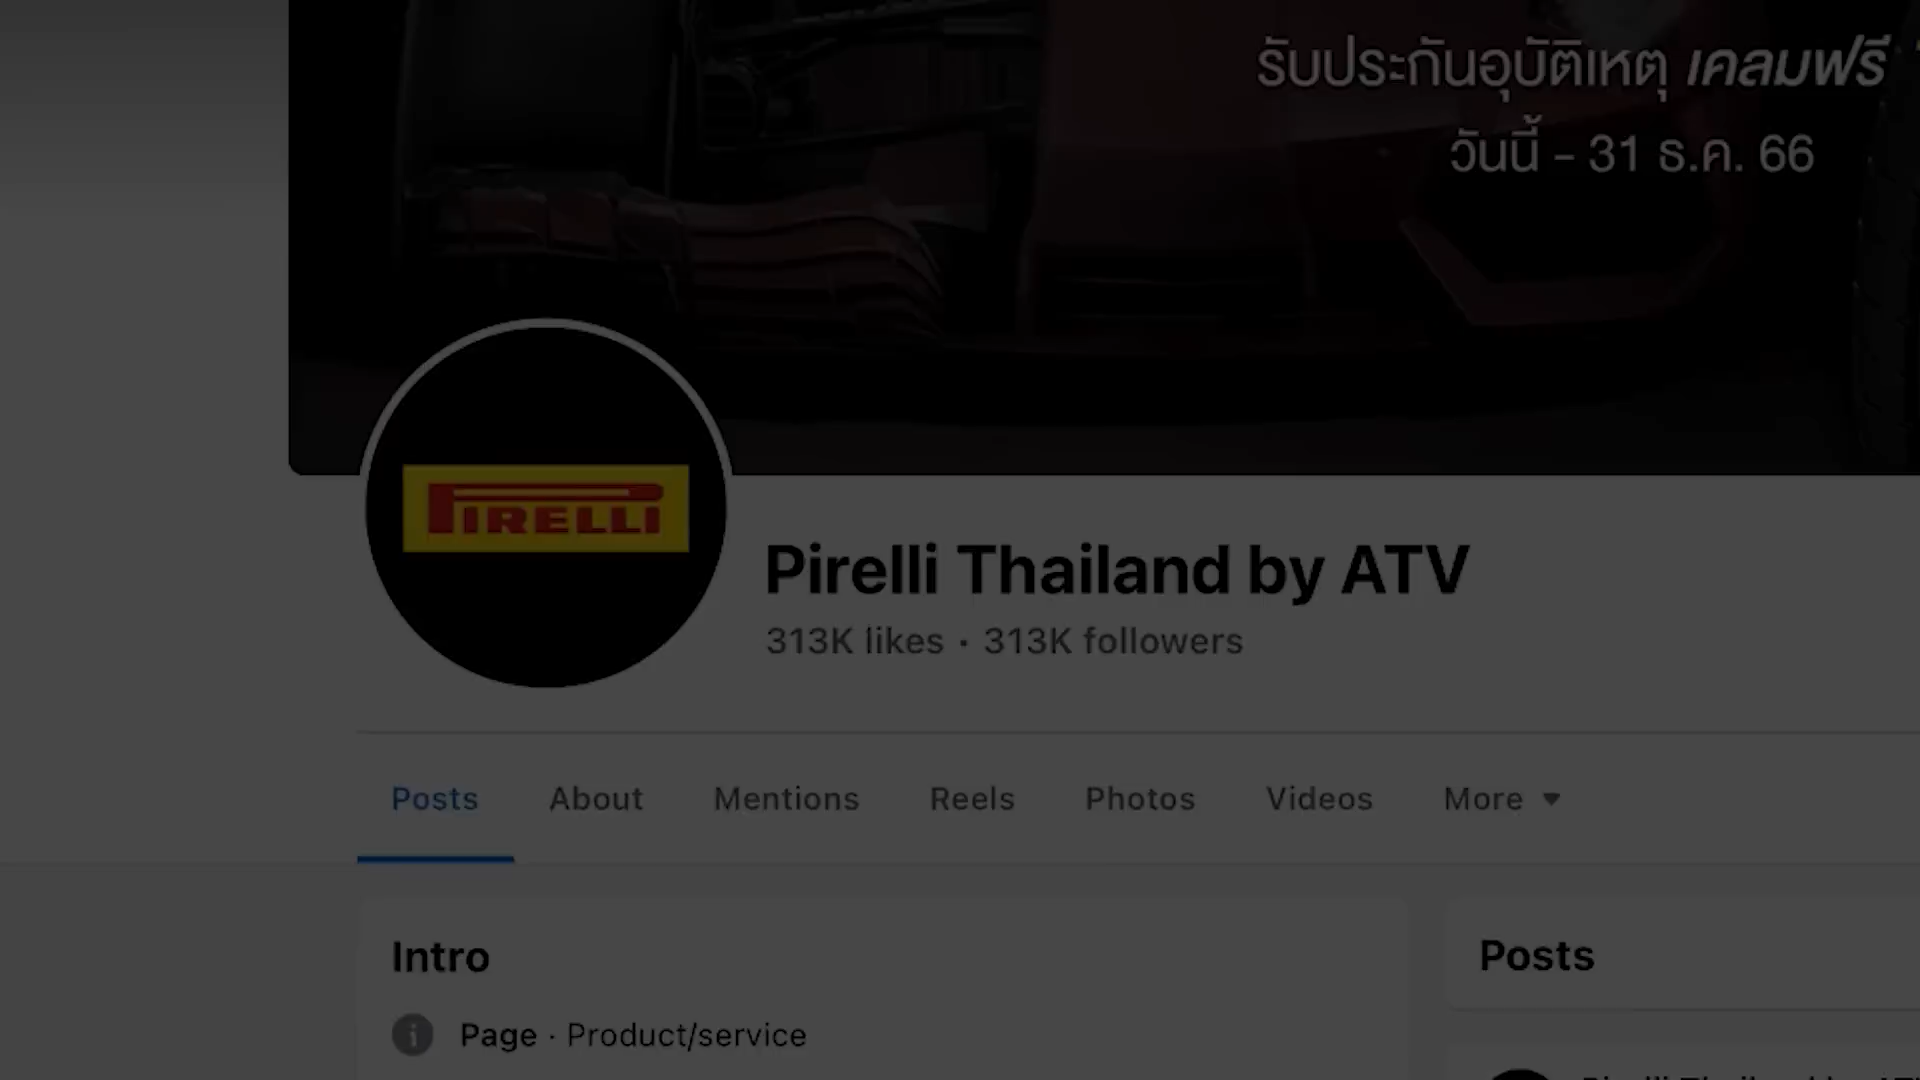 รับประกันอุบัติเหตุ เคลมฟรี
วันนี้ - 31 ธ.ค. 66
PIRELLI
Pirelli Thailand by ATV
313K likes · 313K followers
Posts About Mentions Reels Photos Videos More
Intro
Page · Product/service
Posts